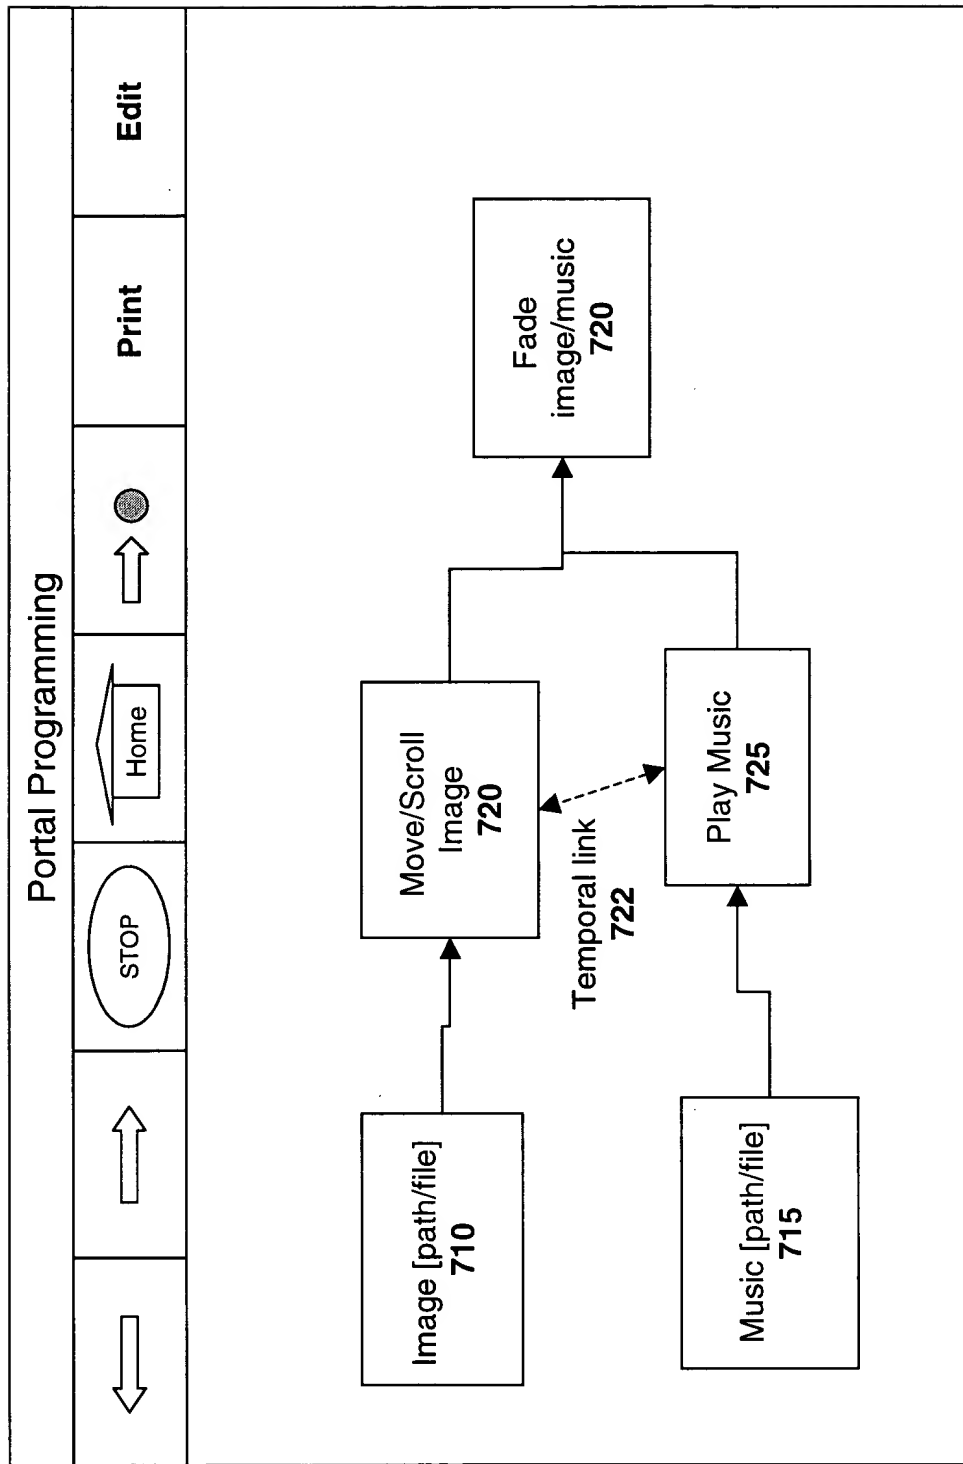 Portal Programming
STOP
Home
Print
Edit
Image [path/file]
710
Move/Scroll
Image
720
Temporal link
722
Music [path/file]
715
Play Music
725
Fade
image/music
720